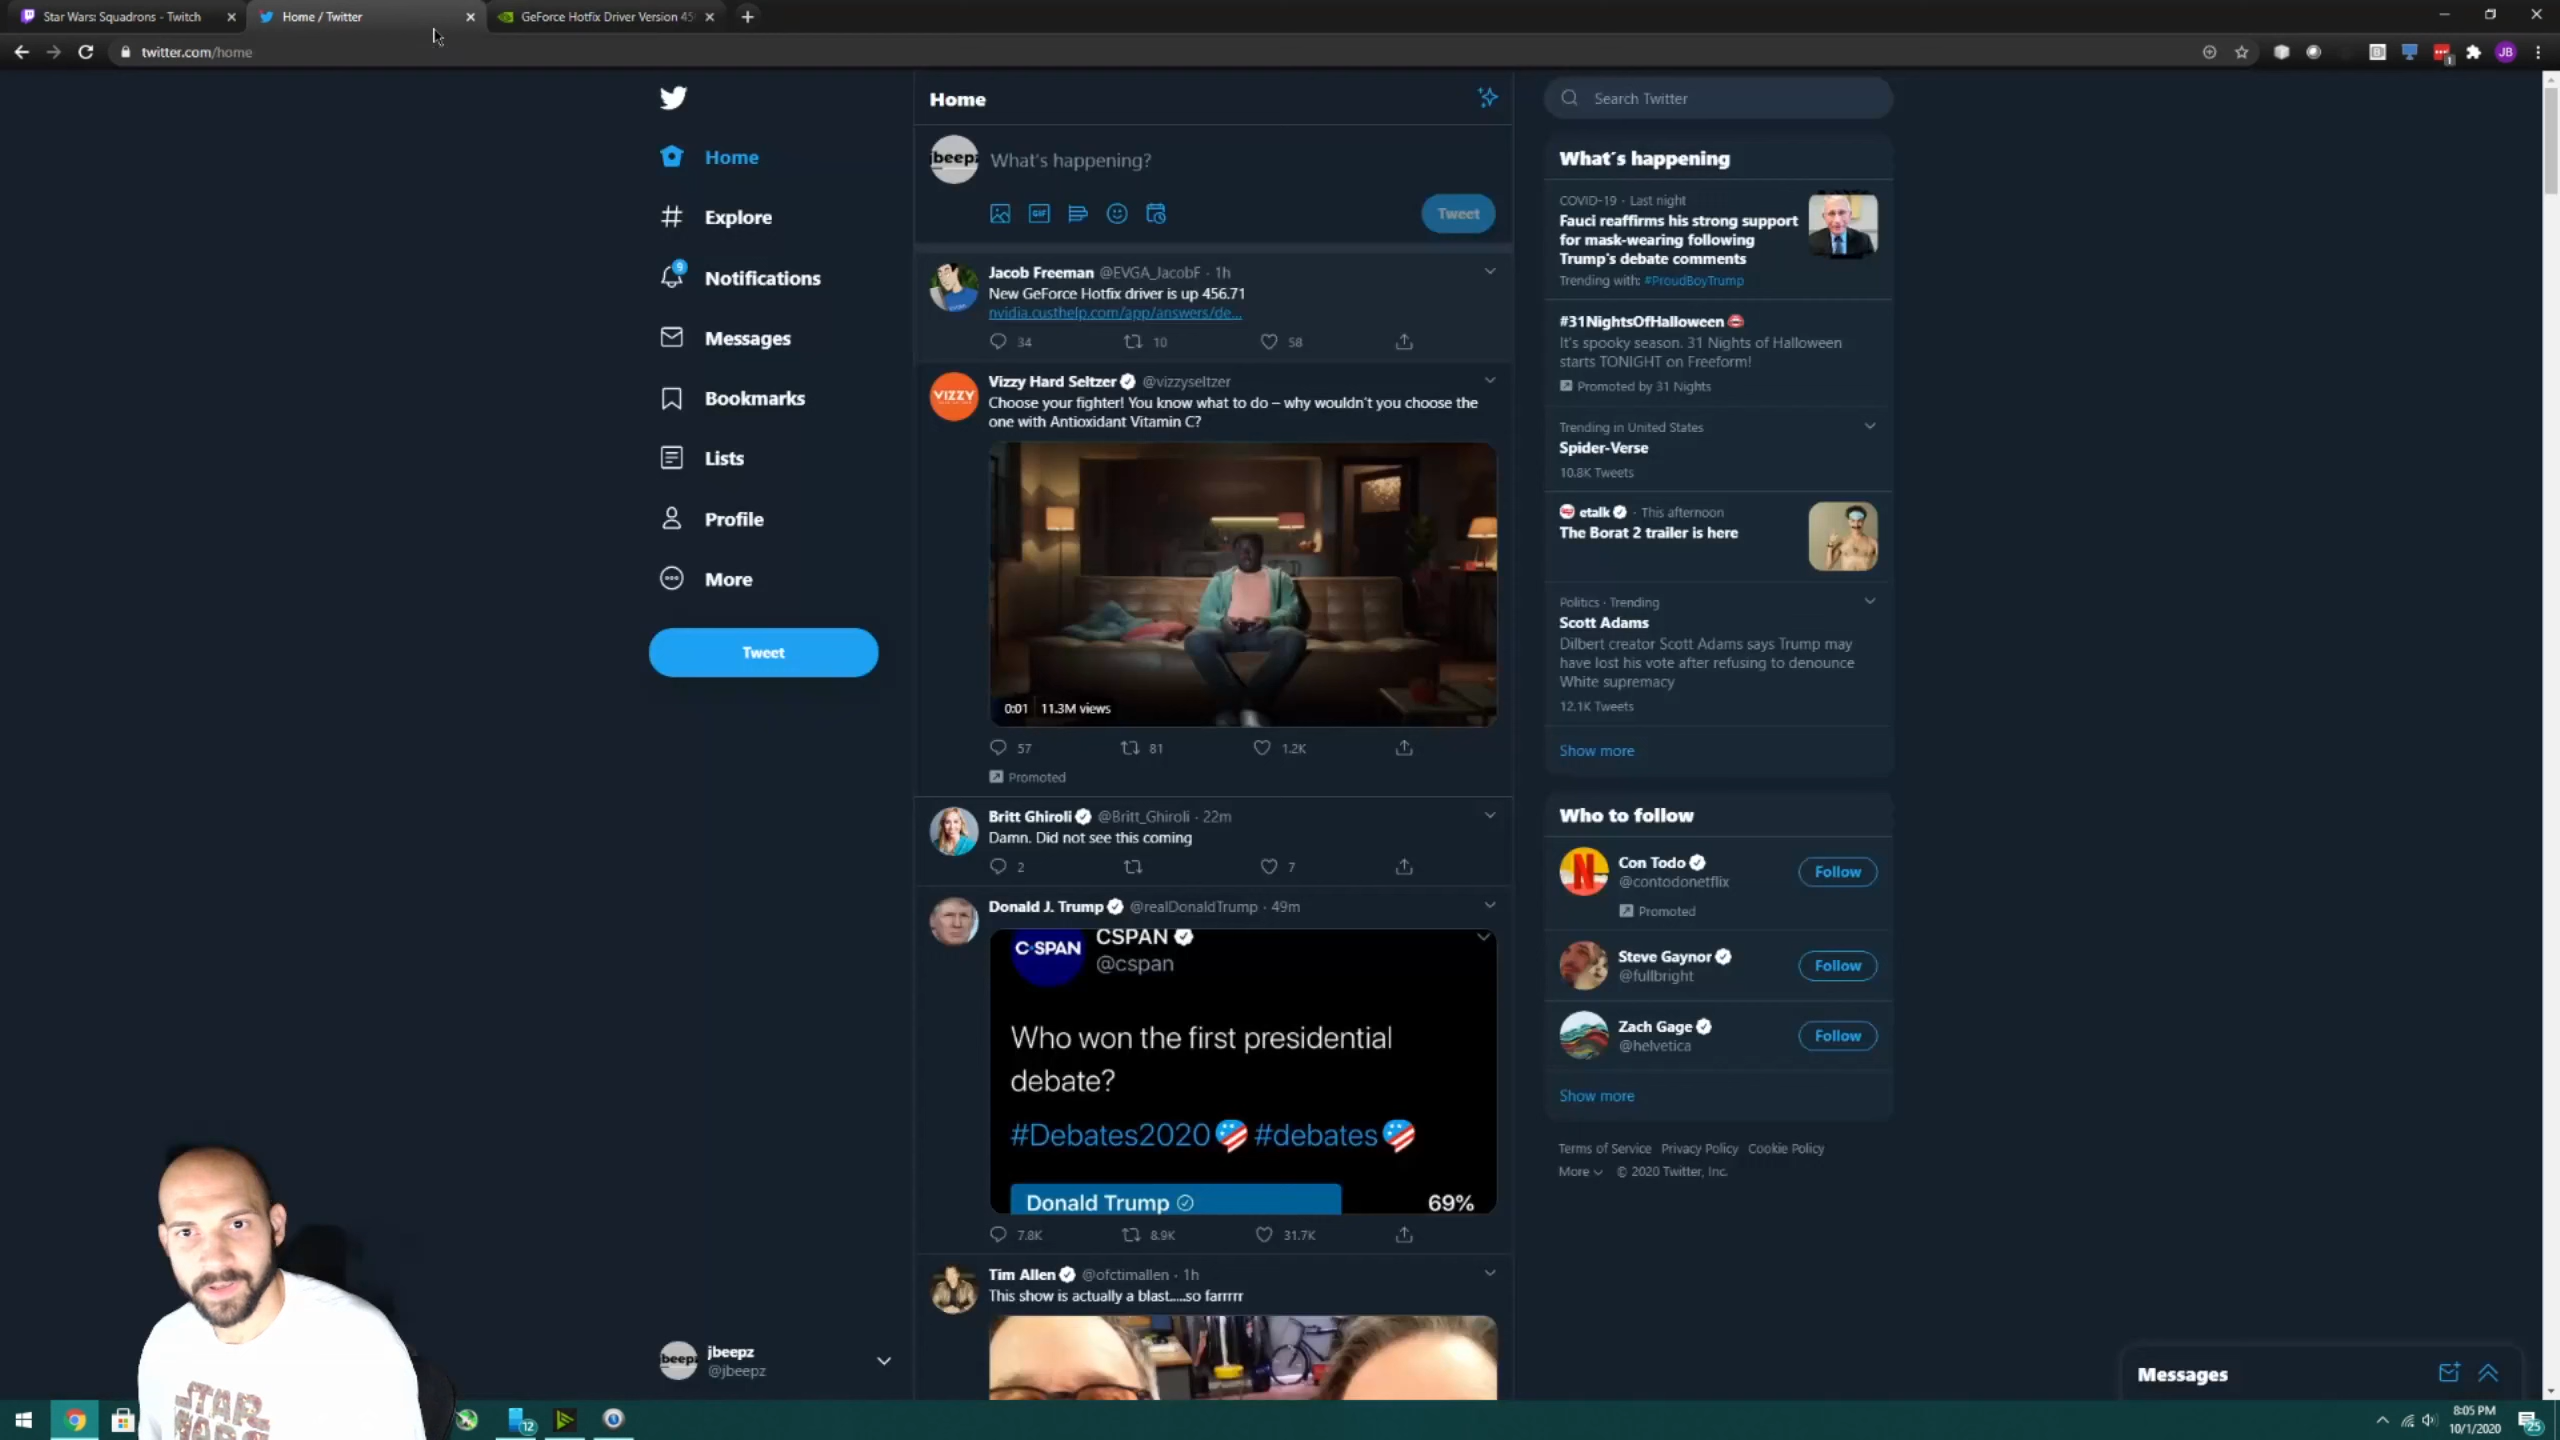 Star Wars: Squadrons - Twitch
Home / Twitter
GeForce Hotfix Driver Version 45
twitter.com/home
JB
Home
Explore
9
Notifications
Messages
Bookmarks
Lists
Profile
More
Tweet
jbeepz
jbeepz
@jbeepz
Home
jbeepz
What's happening?
GIF
Tweet
Jacob Freeman @EVGA_JacobF · 1h
New GeForce Hotfix driver is up 456.71
nvidia.custhelp.com/app/answers/de...
34 10 58
VIZZY
Vizzy Hard Seltzer @vizzyseltzer
Choose your fighter! You know what to do – why wouldn't you choose the
one with Antioxidant Vitamin C?
0:01 11.3M views
57 81 1.2K
Promoted
Britt Ghiroli @Britt_Ghiroli · 22m
Damn. Did not see this coming
2 7
Donald J. Trump @realDonaldTrump · 49m
C-SPAN
CSPAN
@cspan
Who won the first presidential
debate?
#Debates2020 #debates
Donald Trump 69%
7.8K 8.9K 31.7K
Tim Allen @ofctimallen · 1h
This show is actually a blast.....so farrrrr
Search Twitter
What's happening
COVID-19 · Last night
Fauci reaffirms his strong support
for mask-wearing following
Trump's debate comments
Trending with: #ProudBoyTrump
#31NightsOfHalloween
It's spooky season. 31 Nights of Halloween
starts TONIGHT on Freeform!
Promoted by 31 Nights
Trending in United States
Spider-Verse
10.8K Tweets
etalk · This afternoon
The Borat 2 trailer is here
Politics · Trending
Scott Adams
Dilbert creator Scott Adams says Trump may
have lost his vote after refusing to denounce
White supremacy
12.1K Tweets
Show more
Who to follow
Con Todo
@contodonetflix
Follow
Promoted
Steve Gaynor
@fullbright
Follow
Zach Gage
@helvetica
Follow
Show more
Terms of Service Privacy Policy Cookie Policy
More © 2020 Twitter, Inc.
Messages
STAR
WARS
12
8:05 PM
10/1/2020
25